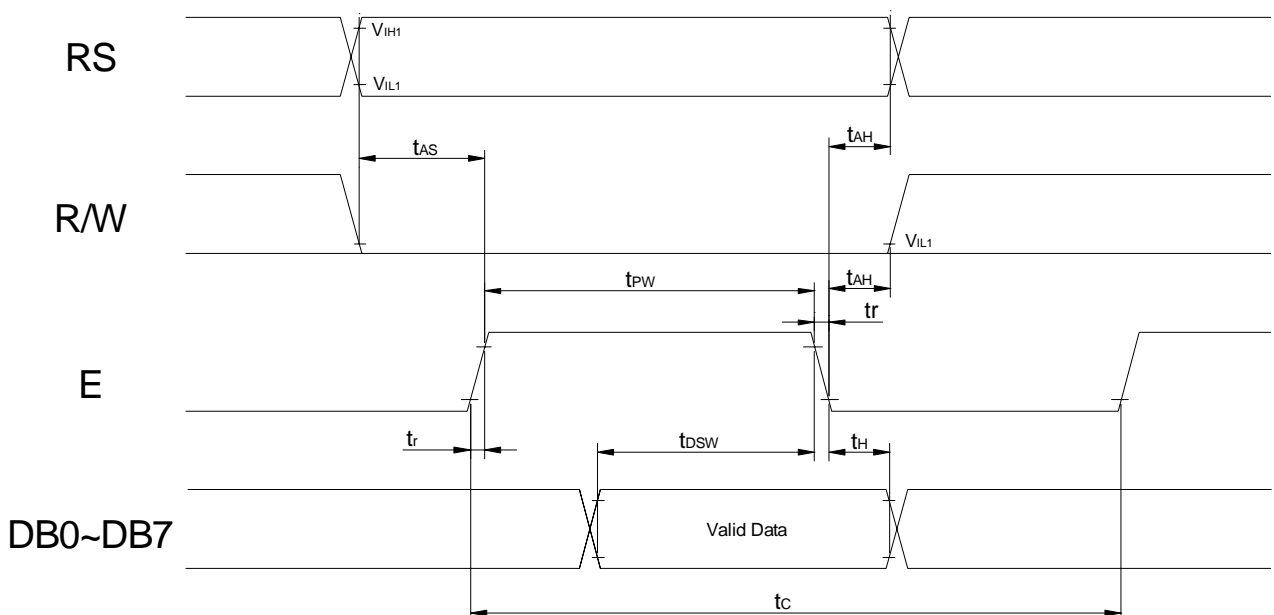 RS
VIH1
VIL1
tAS
tAH
R/W
VIL1
tPW
tAH
tr
E
tr
tDSW
tH
DB0~DB7
Valid Data
tC